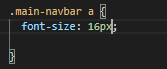 .main-navbar a {
font-size: 16px;
}